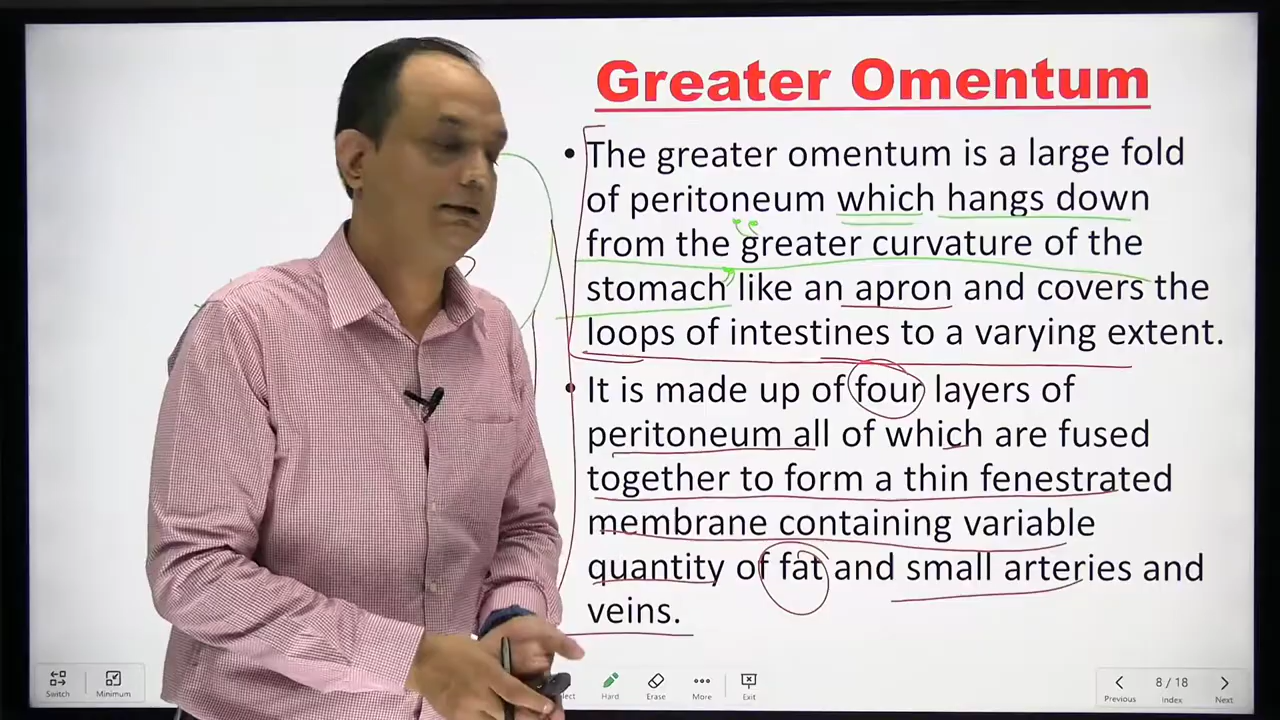 Greater Omentum
• The greater omentum is a large fold
of peritoneum which hangs down
from the "greater curvature of the
stomach" like an apron and covers the
loops of intestines to a varying extent.
• It is made up of four layers of
peritoneum all of which are fused
together to form a thin fenestrated
membrane containing variable
quantity of fat and small arteries and
veins.
Switch
Minimum
Hard
Erase
More
Exit
Previous
8 / 18
Index
Next